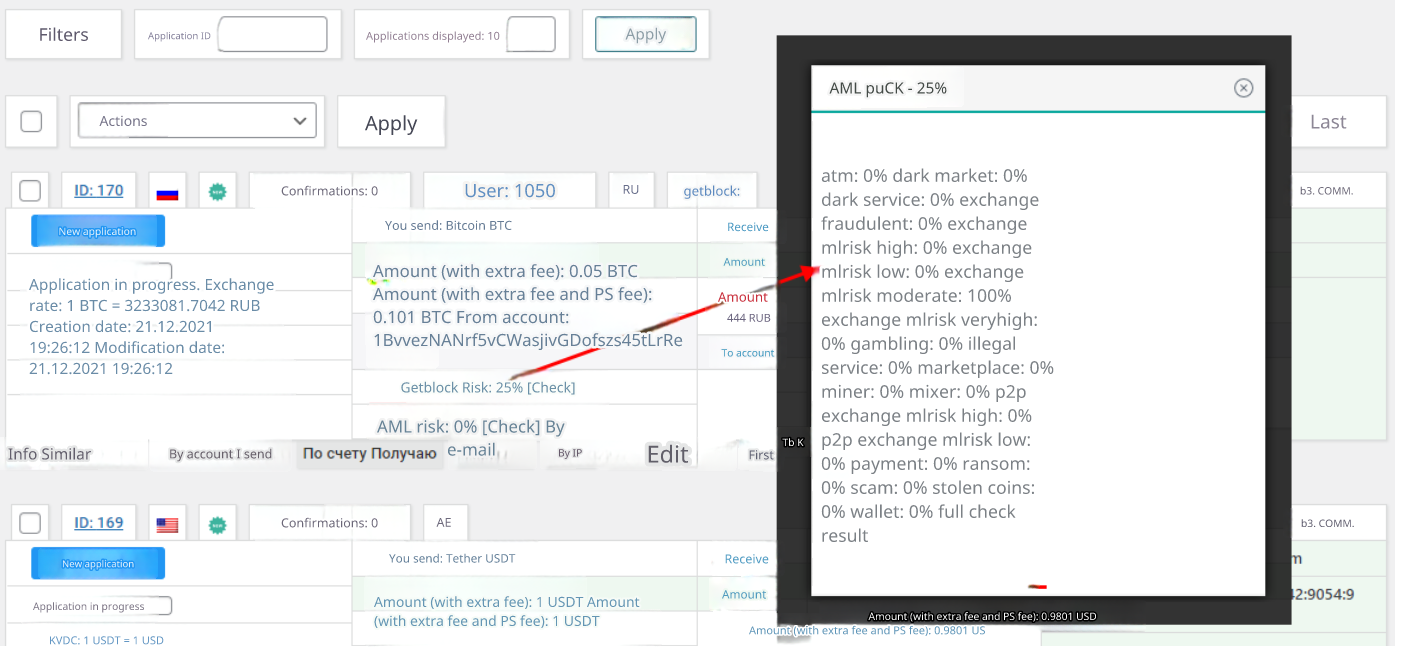 Filters
Application ID
Applications displayed: 10
Apply
Actions
Apply
Last
ID: 170
Confirmations: 0
User: 1050
RU
getblock:
b3. COMM.
New application
You send: Bitcoin BTC
Receive
Application in progress. Exchange
rate: 1 BTC = 3233081.7042 RUB
Creation date: 21.12.2021
19:26:12 Modification date:
21.12.2021 19:26:12
Amount (with extra fee): 0.05 BTC
Amount (with extra fee and PS fee):
0.101 BTC From account:
1BvvezNANrf5vCWasjivGDofszs45tLrRe
Amount
Amount
444 RUB
To account
Getblock Risk: 25% [Check]
AML risk: 0% [Check] By
e-mail
Info Similar
By account I send
По счету Получаю
By IP
Edit
First
Tb K
AML puCK - 25%
atm: 0% dark market: 0%
dark service: 0% exchange
fraudulent: 0% exchange
mlrisk high: 0% exchange
mlrisk low: 0% exchange
mlrisk moderate: 100%
exchange mlrisk veryhigh:
0% gambling: 0% illegal
service: 0% marketplace: 0%
miner: 0% mixer: 0% p2p
exchange mlrisk high: 0%
p2p exchange mlrisk low:
0% payment: 0% ransom:
0% scam: 0% stolen coins:
0% wallet: 0% full check
result
ID: 169
Confirmations: 0
AE
b3. COMM.
New application
You send: Tether USDT
Receive
m
Application in progress
Amount (with extra fee): 1 USDT Amount
(with extra fee and PS fee): 1 USDT
Amount
42:9054:9
KVDC: 1 USDT = 1 USD
Amount (with extra fee and PS fee): 0.9801 USD
Amount (with extra fee and PS fee): 0.9801 US